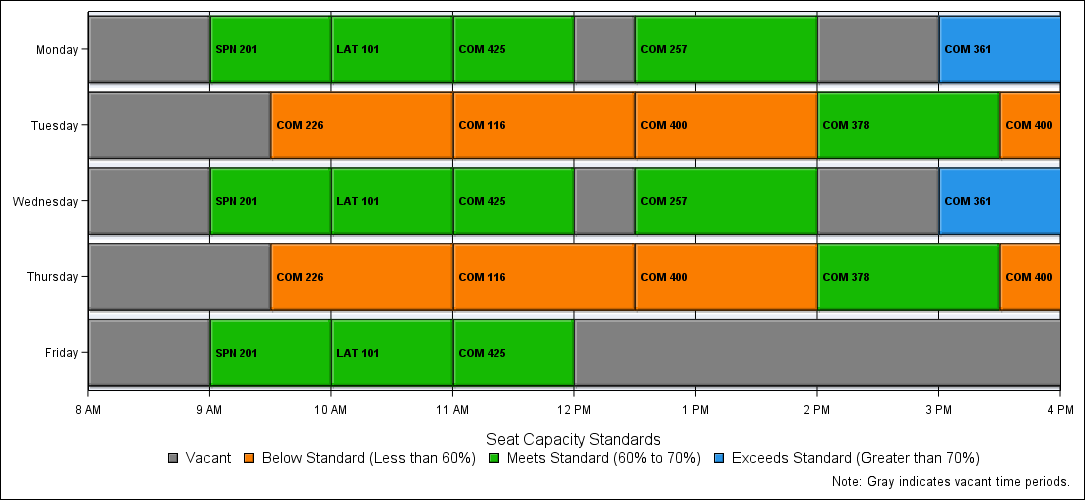 Monday
SPN 201 LAT 101 COM 425 COM 257 COM 361
Tuesday
COM 226 COM 116 COM 400 COM 378 COM 400
Wednesday
SPN 201 LAT 101 COM 425 COM 257 COM 361
Thursday
COM 226 COM 116 COM 400 COM 378 COM 400
Friday
SPN 201 LAT 101 COM 425
8 AM 9 AM 10 AM 11 AM 12 PM 1 PM 2 PM 3 PM 4 PM
Seat Capacity Standards
Vacant Below Standard (Less than 60%) Meets Standard (60% to 70%) Exceeds Standard (Greater than 70%)
Note: Gray indicates vacant time periods.